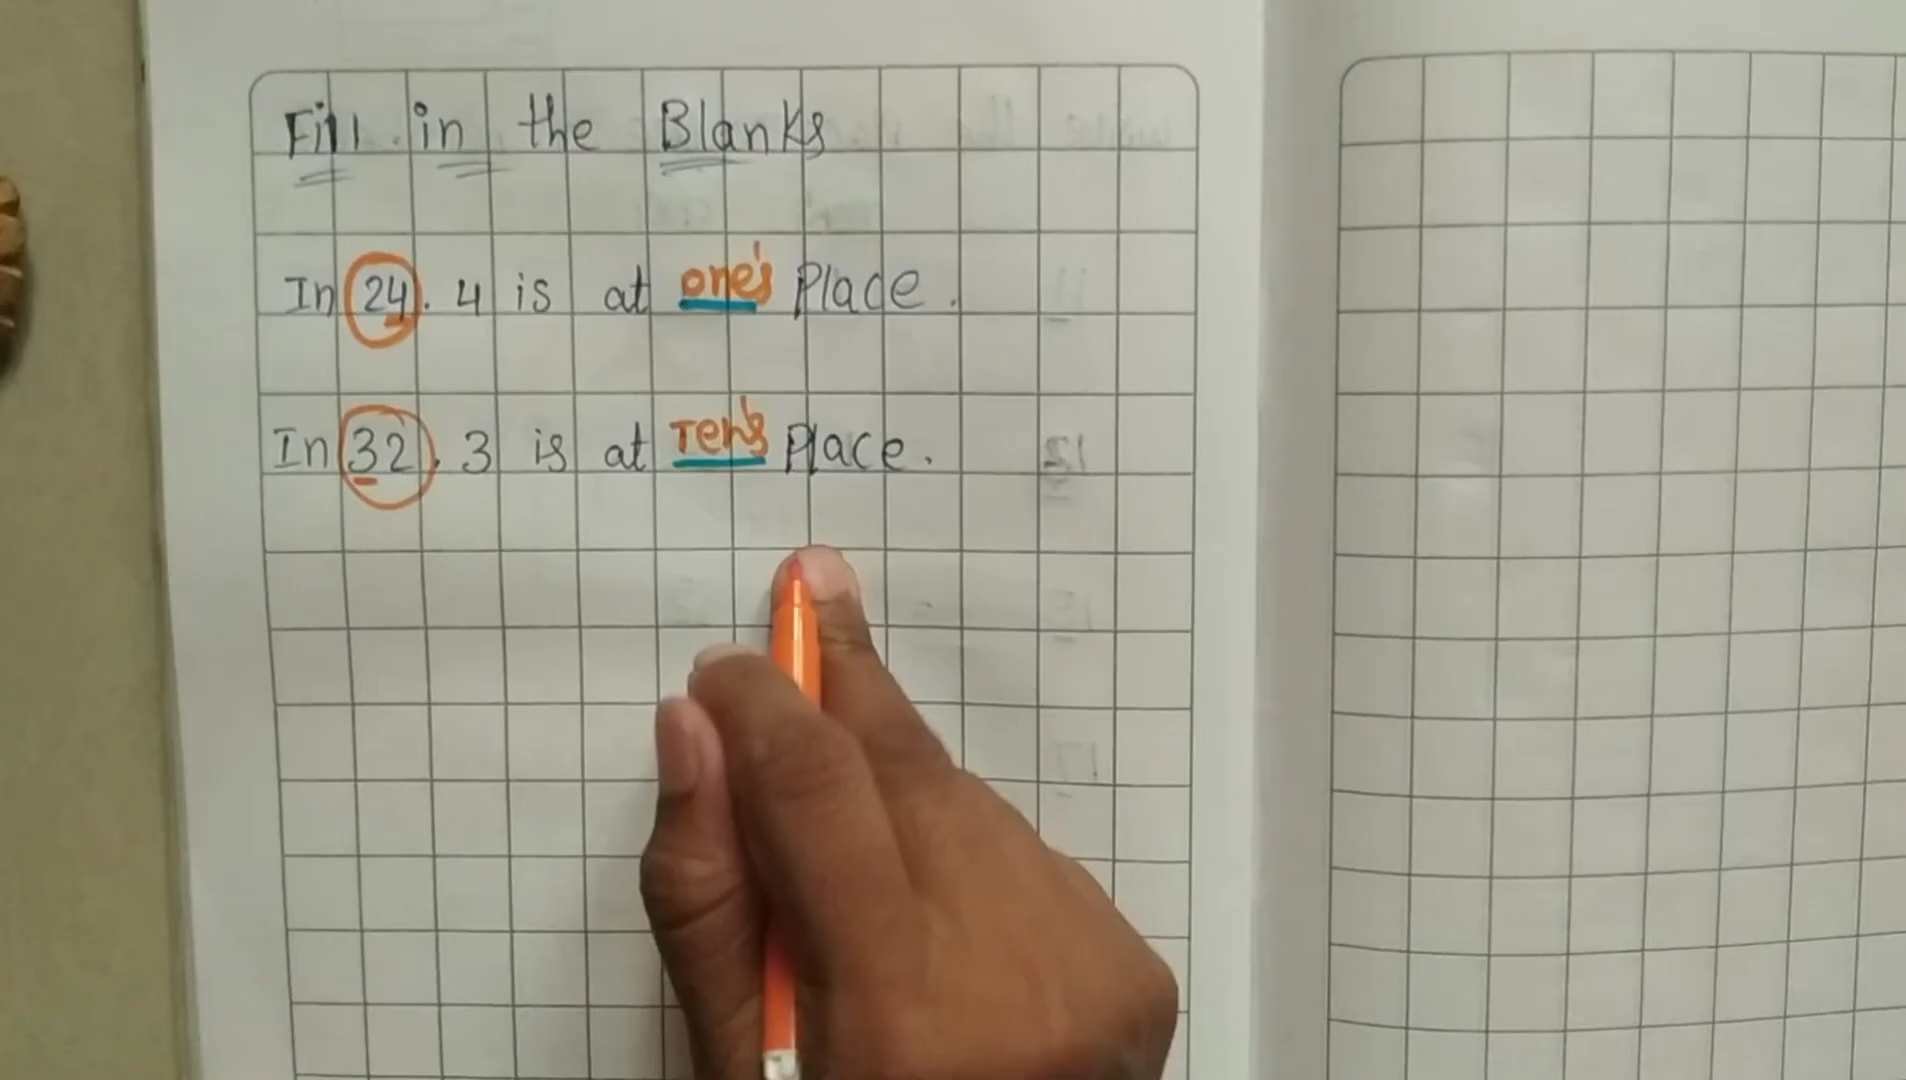 Fill in the Blanks
In 24. 4 is at one's Place.
In 32. 3 is at Ten's Place.